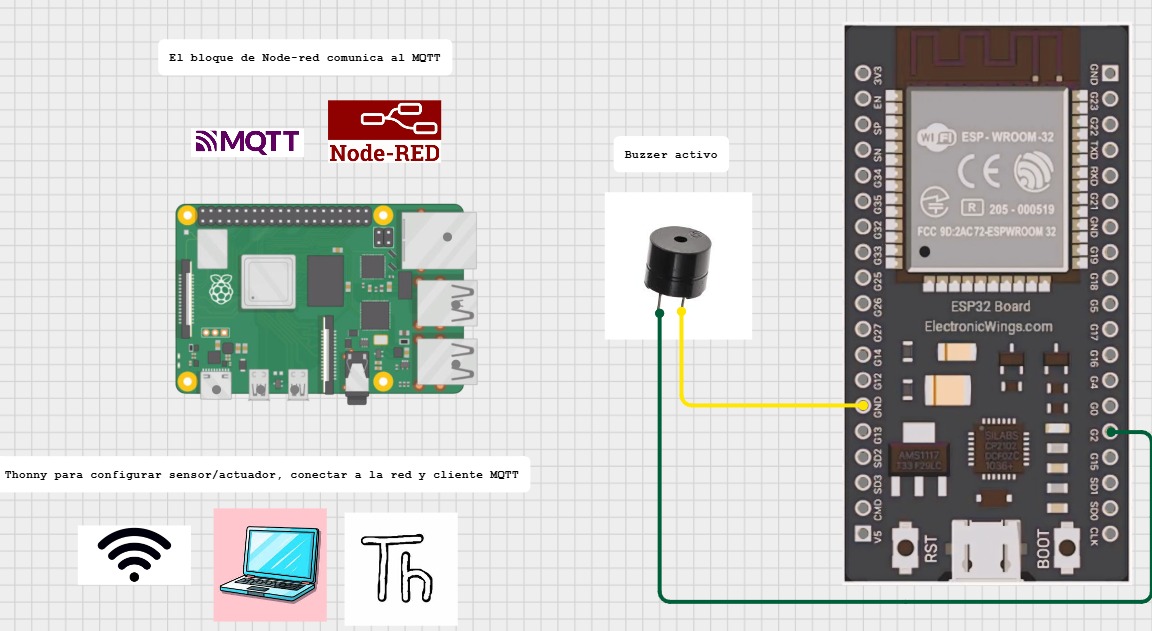 El bloque de Node-red comunica al MQTT
MQTT
Node-RED
Buzzer activo
Thonny para configurar sensor/actuador, conectar a la red y cliente MQTT
Th
3V3
EN
SP
SN
G34
G35
G32
G33
G25
G26
G27
G14
G12
GND
G13
SD2
SD3
CMD
V5
WiFi ESP-WROOM-32
CE
R 205-000519
FCC 9D:2AC72-ESPWROOM 32
ESP32 Board
ElectronicWings.com
AMS1117
SILABS
CP2102
RST
BOOT
GND
G23
G22
TXD
RXD
G21
GND
G19
G18
G5
G17
G16
G4
G0
G2
G15
SD1
SD0
CLK